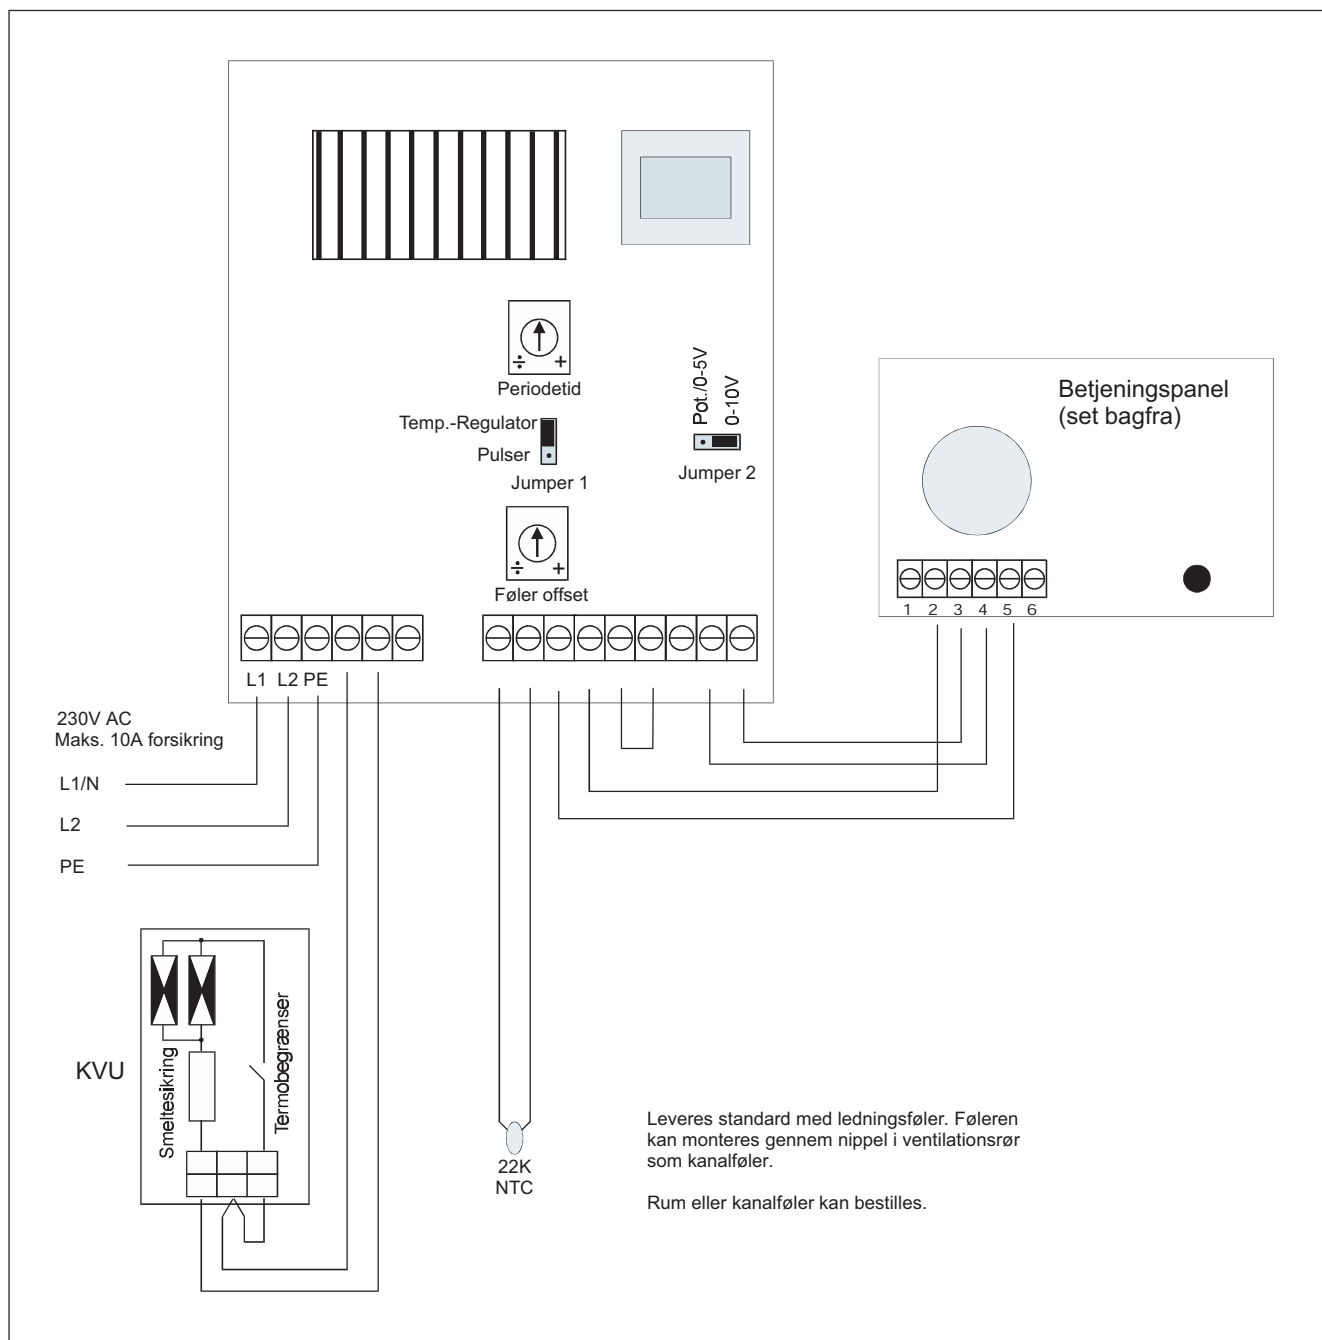 Periodetid
Temp.-Regulator
Pulser
Jumper 1
Pot./0-5V
0-10V
Jumper 2
÷ +
Føler offset
÷ +
L1 L2 PE
Betjeningspanel
(set bagfra)
1 2 3 4 5 6
230V AC
Maks. 10A forsikring
L1/N
L2
PE
KVU
Smeltesikring
Termobegrænser
22K
NTC
Leveres standard med ledningsføler. Føleren
kan monteres gennem nippel i ventilationsrør
som kanalføler.
Rum eller kanalføler kan bestilles.